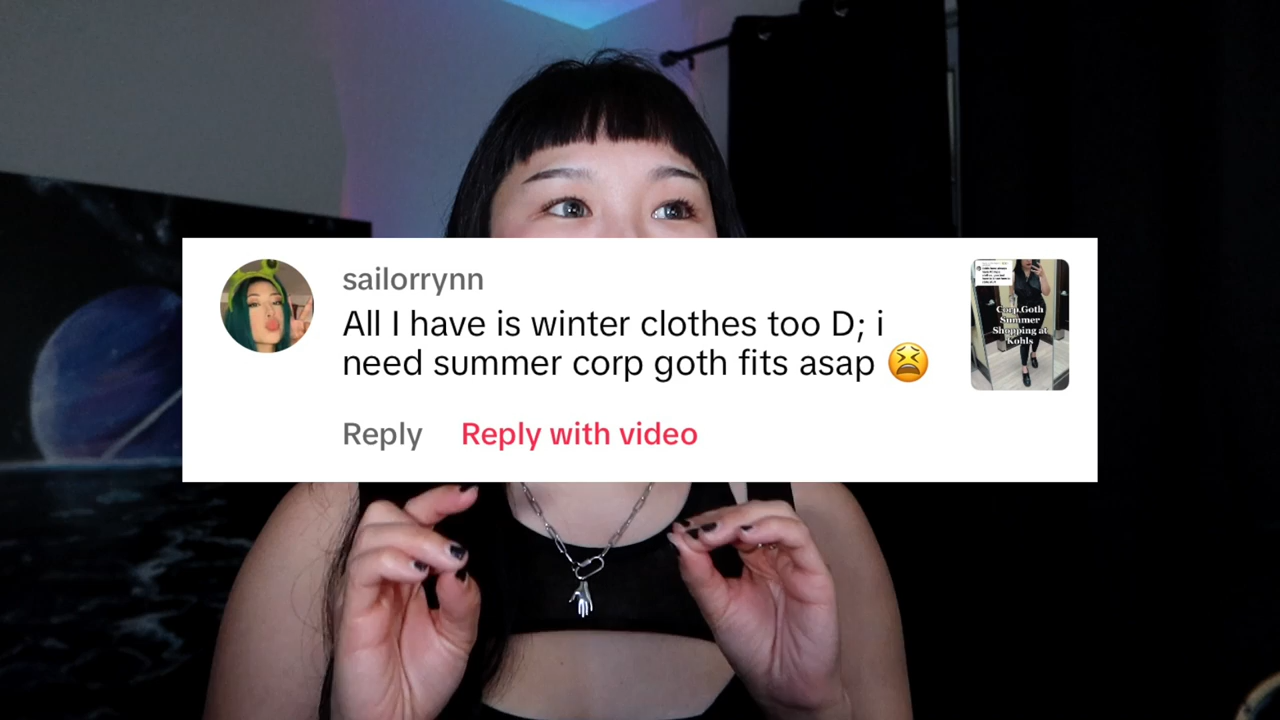 sailorrynn
All I have is winter clothes too D; i
need summer corp goth fits asap 😫
Reply
Reply with video
Corp.Goth
Summer
Shopping at
Kohls